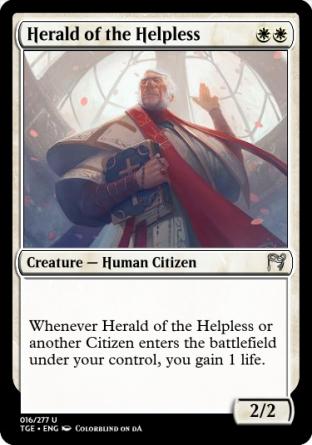 Herald of the Helpless
Creature — Human Citizen
Whenever Herald of the Helpless or
another Citizen enters the battlefield
under your control, you gain 1 life.
2/2
016/277 U
TGE • ENG Colorblind on dA